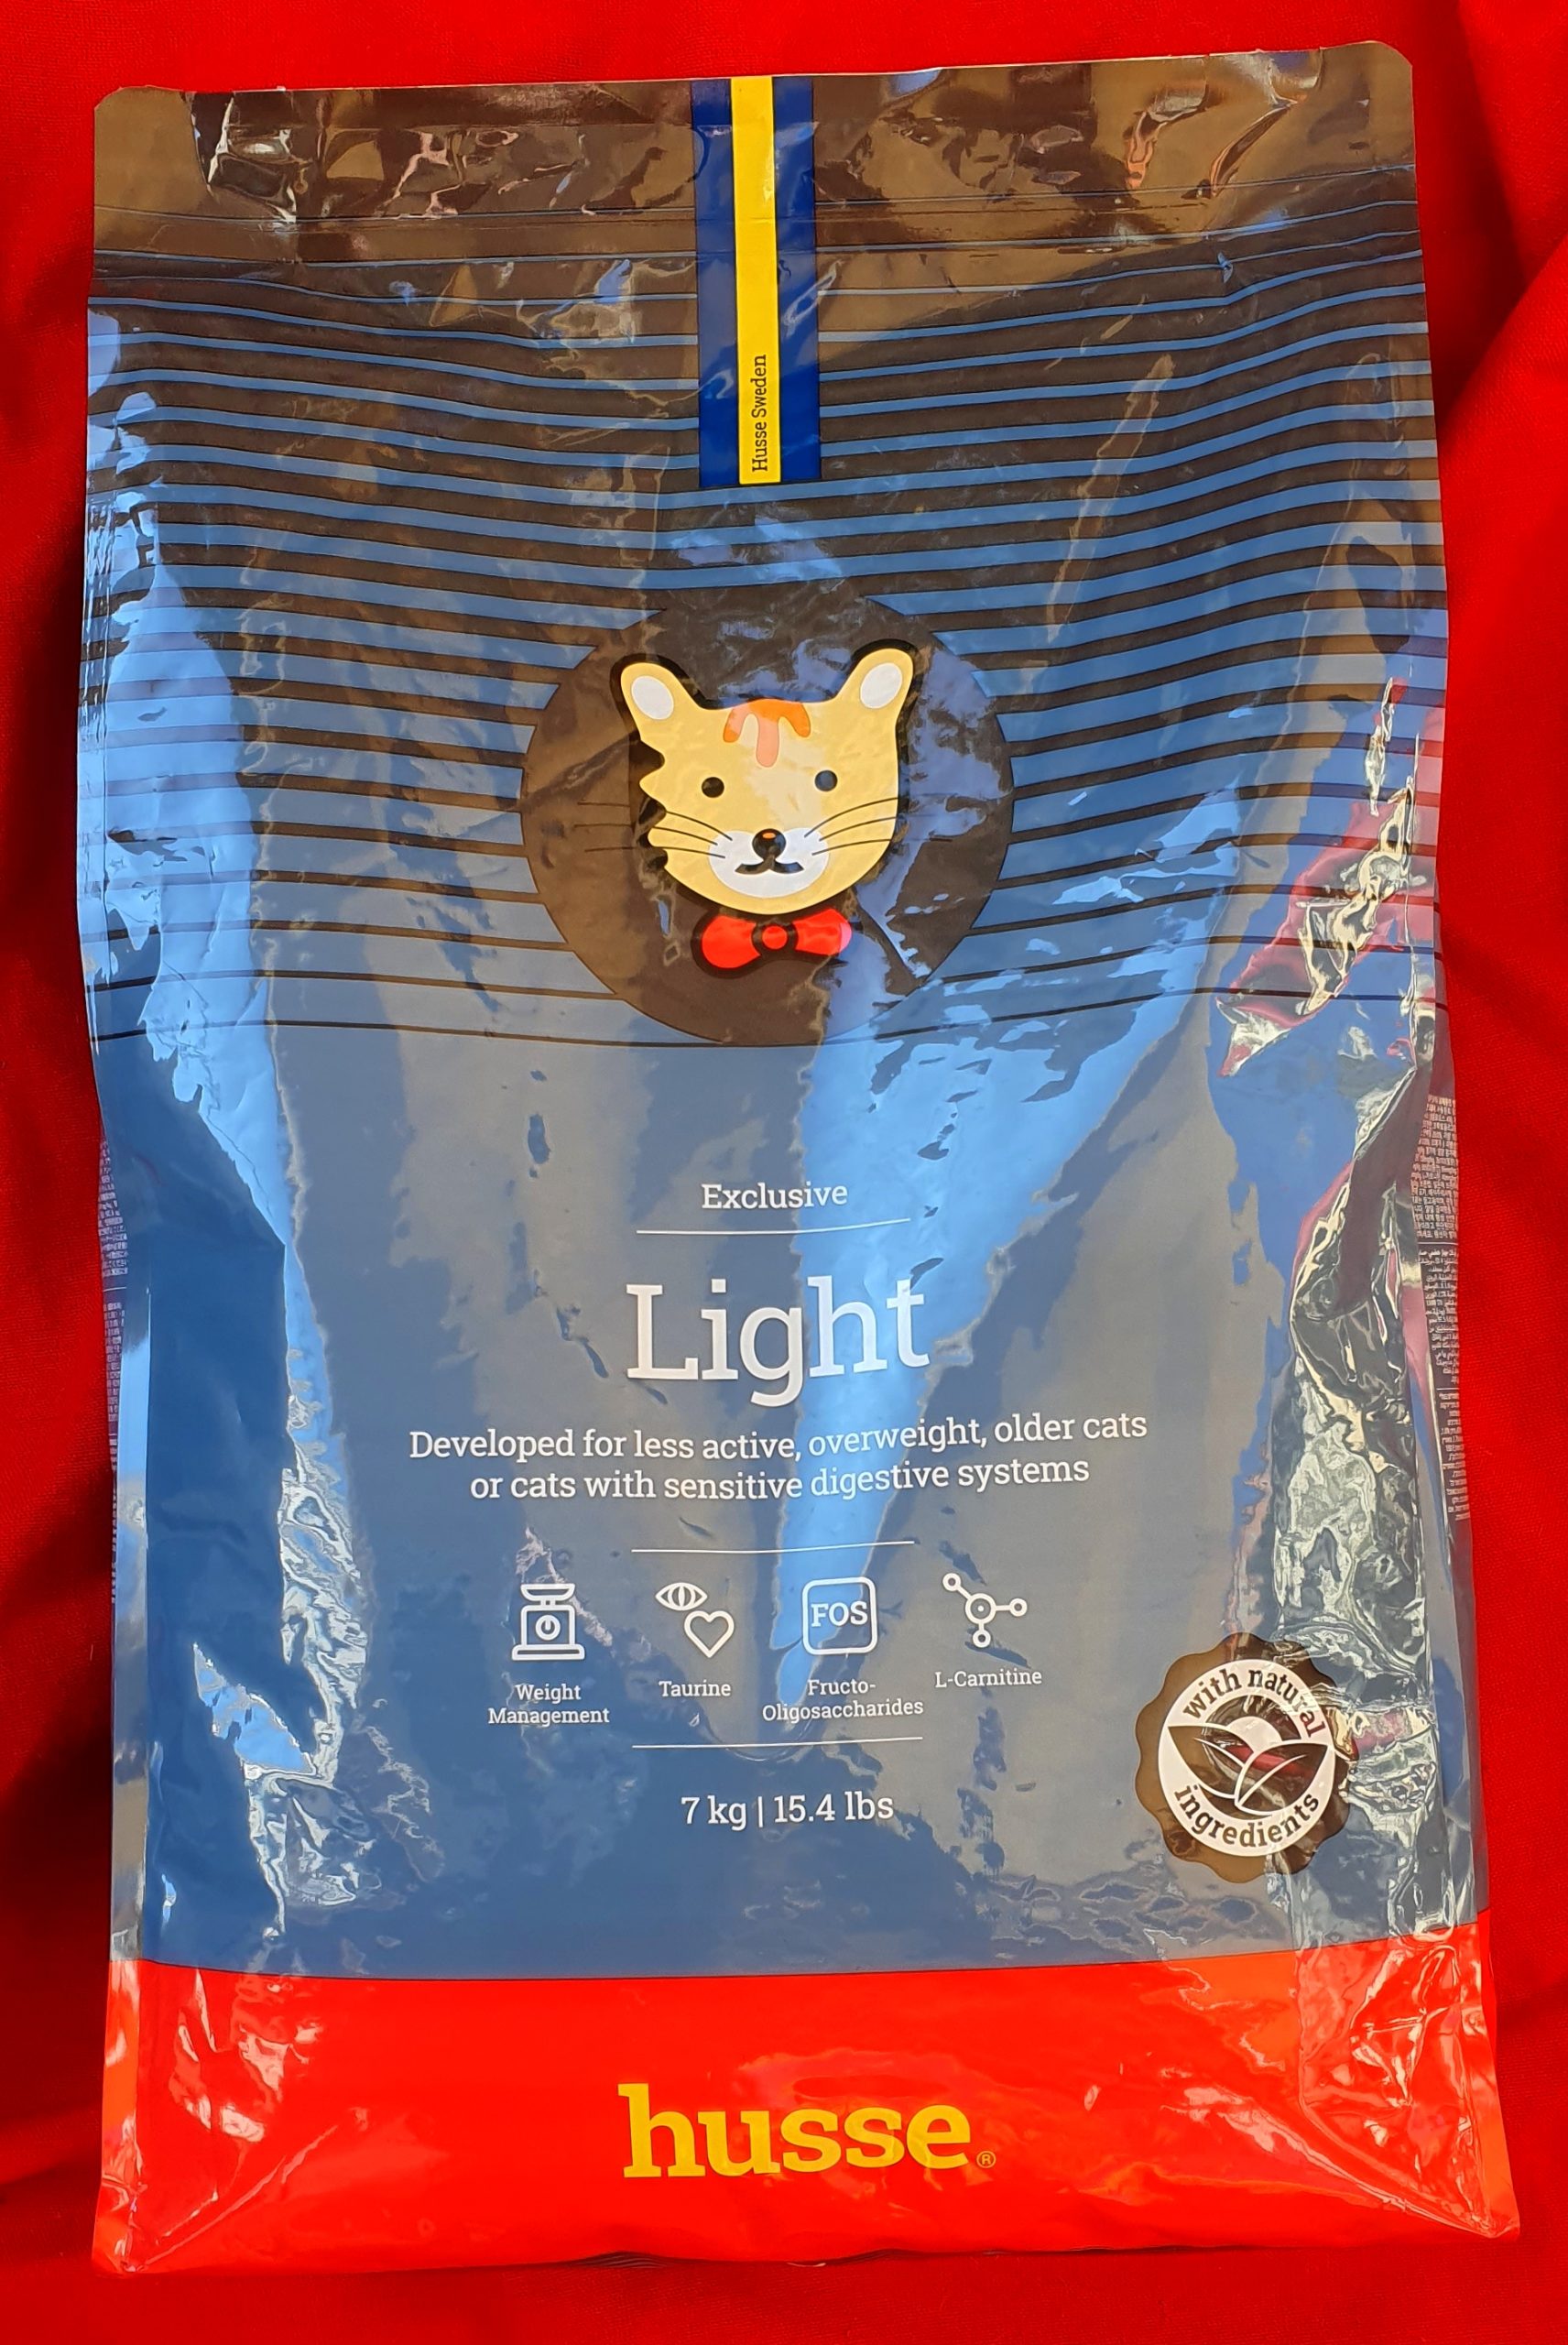 Husse Sweden
Exclusive
Light
Developed for less active, overweight, older cats
or cats with sensitive digestive systems
FOS
Weight
Management
Taurine
Fructo-
Oligosaccharides
L-Carnitine
with natural
ingredients
7 kg | 15.4 lbs
husse®